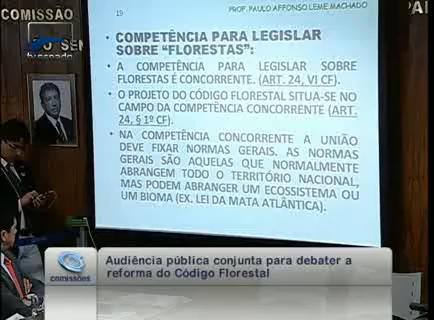 COMISSÃO
19
PROF. PAULO AFFONSO LEME MACHADO
COMPETÊNCIA PARA LEGISLAR
SOBRE “FLORESTAS”:
A COMPETÊNCIA PARA LEGISLAR SOBRE
FLORESTAS É CONCORRENTE. (ART. 24, VI CF).
O PROJETO DO CÓDIGO FLORESTAL SITUA-SE NO
CAMPO DA COMPETÊNCIA CONCORRENTE (ART.
24, § 1º CF).
NA COMPETÊNCIA CONCORRENTE A UNIÃO
DEVE FIXAR NORMAS GERAIS. AS NORMAS
GERAIS SÃO AQUELAS QUE NORMALMENTE
ABRANGEM TODO O TERRITÓRIO NACIONAL,
MAS PODEM ABRANGER UM ECOSSISTEMA OU
UM BIOMA (EX. LEI DA MATA ATLÂNTICA).
Audiência pública conjunta para debater a
reforma do Código Florestal
comissões